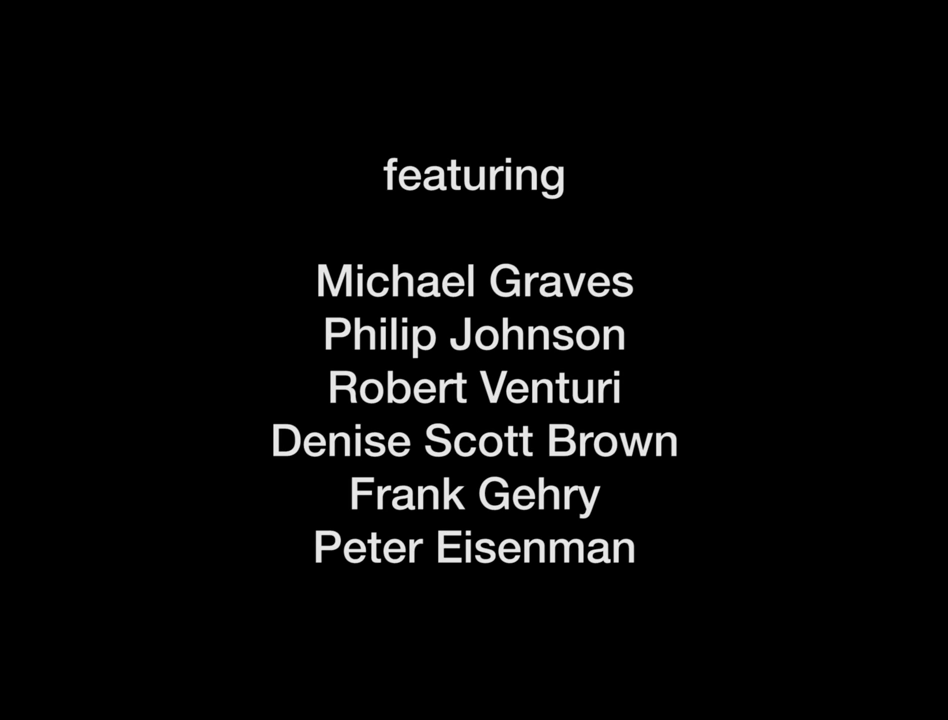 featuring
Michael Graves
Philip Johnson
Robert Venturi
Denise Scott Brown
Frank Gehry
Peter Eisenman